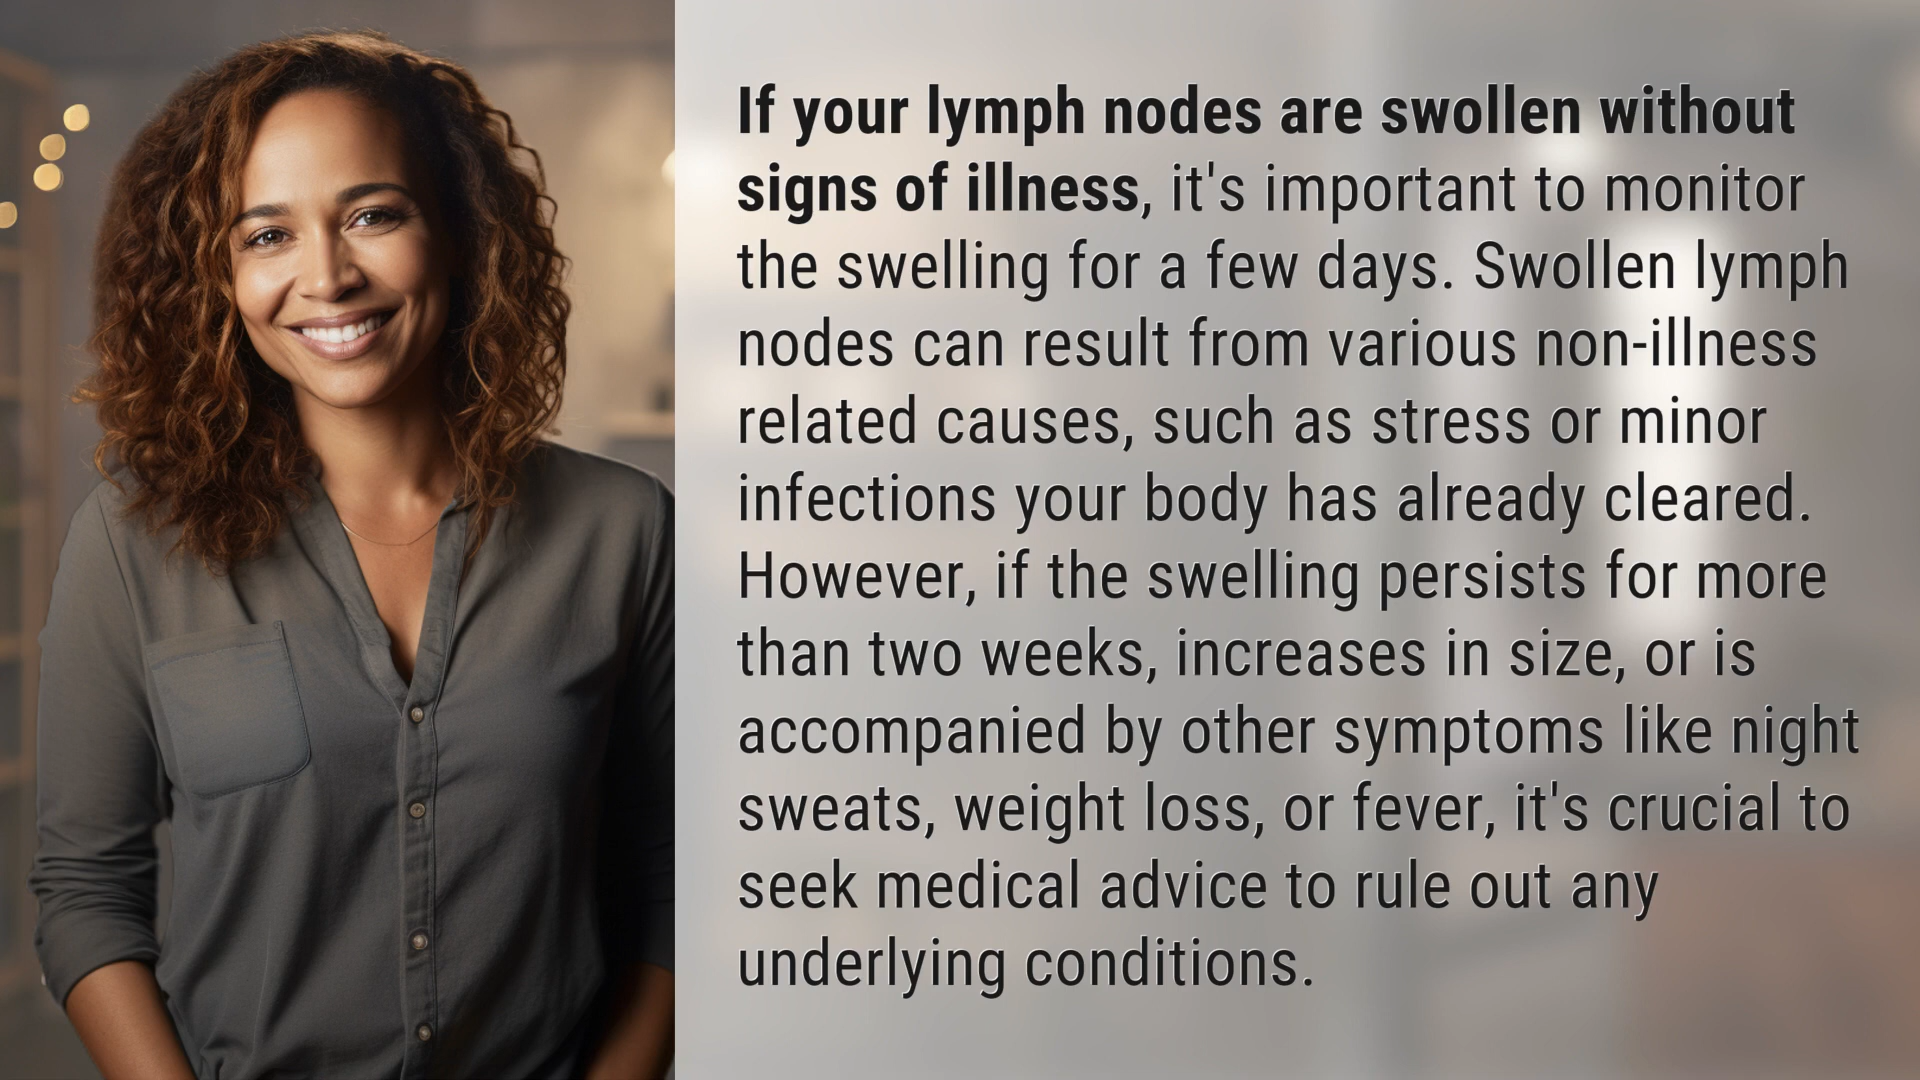 If your lymph nodes are swollen without
signs of illness, it's important to monitor
the swelling for a few days. Swollen lymph
nodes can result from various non-illness
related causes, such as stress or minor
infections your body has already cleared.
However, if the swelling persists for more
than two weeks, increases in size, or is
accompanied by other symptoms like night
sweats, weight loss, or fever, it's crucial to
seek medical advice to rule out any
underlying conditions.